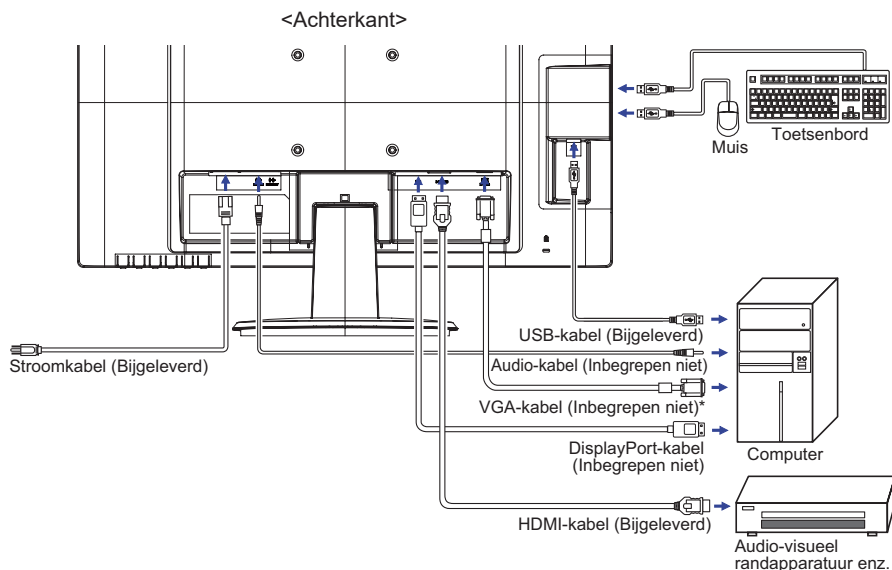 <Achterkant>
Muis
Toetsenbord
USB-kabel (Bijgeleverd)
Stroomkabel (Bijgeleverd)
Audio-kabel (Inbegrepen niet)
VGA-kabel (Inbegrepen niet)*
DisplayPort-kabel
(Inbegrepen niet)
Computer
HDMI-kabel (Bijgeleverd)
Audio-visueel
randapparatuur enz.